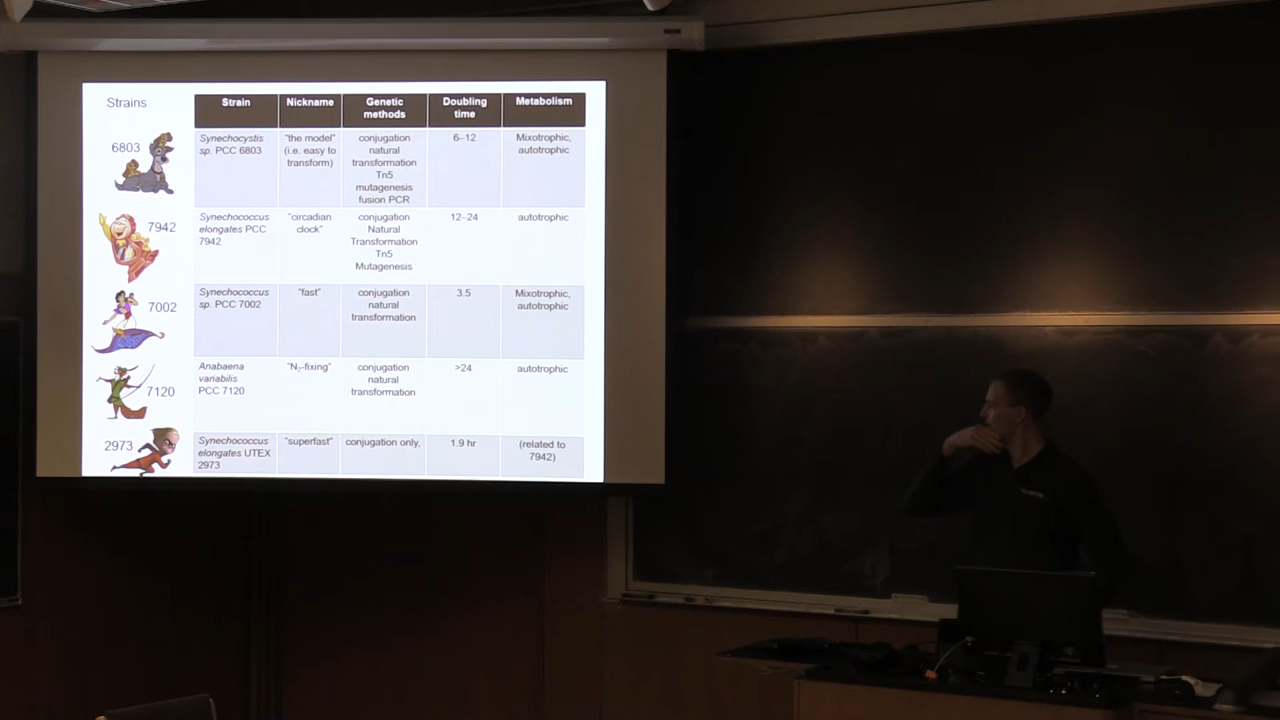 Strains
Strain
Nickname
Genetic
methods
Doubling
time
Metabolism
6803
Synechocystis
sp. PCC 6803
"the model"
(i.e. easy to
transform)
conjugation
natural
transformation
Tn5
mutagenesis
fusion PCR
6–12
Mixotrophic,
autotrophic
7942
Synechococcus
elongates PCC
7942
"circadian
clock"
conjugation
Natural
Transformation
Tn5
Mutagenesis
12–24
autotrophic
7002
Synechococcus
sp. PCC 7002
"fast"
conjugation
natural
transformation
3.5
Mixotrophic,
autotrophic
7120
Anabaena
variabilis
PCC 7120
"N₂-fixing"
conjugation
natural
transformation
>24
autotrophic
2973
Synechococcus
elongates UTEX
2973
"superfast"
conjugation only,
1.9 hr
(related to
7942)